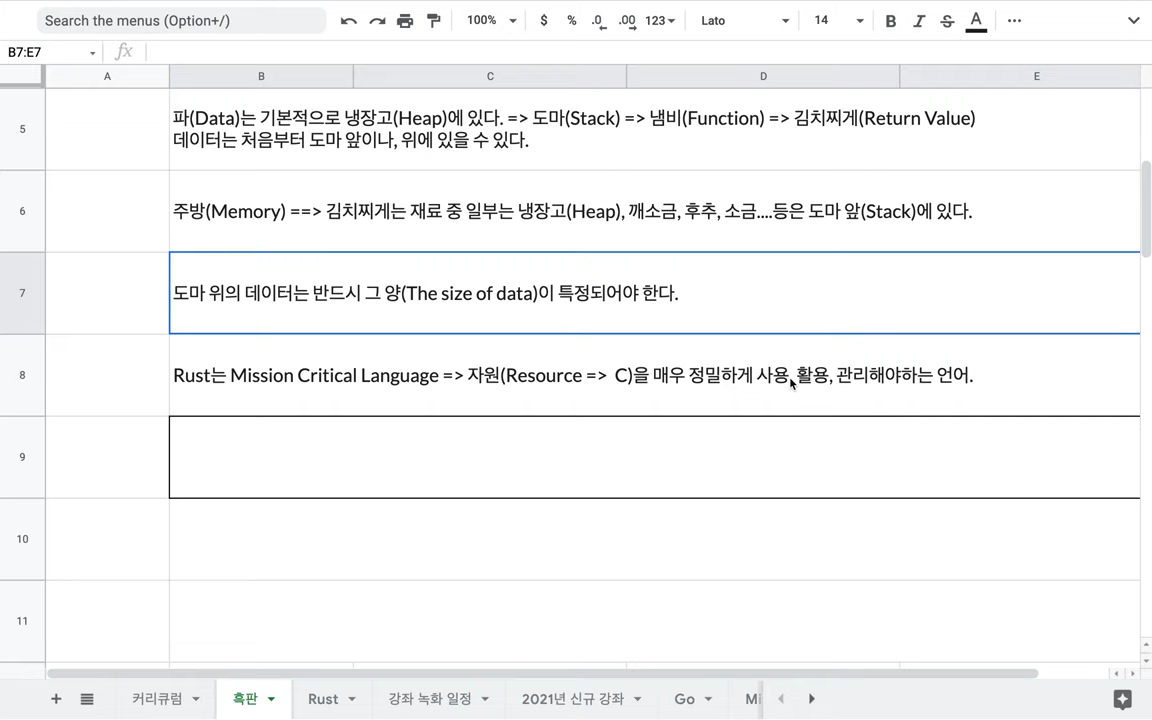 Search the menus (Option+/)
100%
$
%
.0
.00
123
Lato
14
B
I
S
A
B7:E7
fx
A
B
C
D
E
5
파(Data)는 기본적으로 냉장고(Heap)에 있다. => 도마(Stack) => 냄비(Function) => 김치찌게(Return Value)
데이터는 처음부터 도마 앞이나, 위에 있을 수 있다.
6
주방(Memory) ==> 김치찌게는 재료 중 일부는 냉장고(Heap), 깨소금, 후추, 소금....등은 도마 앞(Stack)에 있다.
7
도마 위의 데이터는 반드시 그 양(The size of data)이 특정되어야 한다.
8
Rust는 Mission Critical Language => 자원(Resource => C)을 매우 정밀하게 사용, 활용, 관리해야하는 언어.
9
10
11
커리큐럼
흑판
Rust
강좌 녹화 일정
2021년 신규 강좌
Go